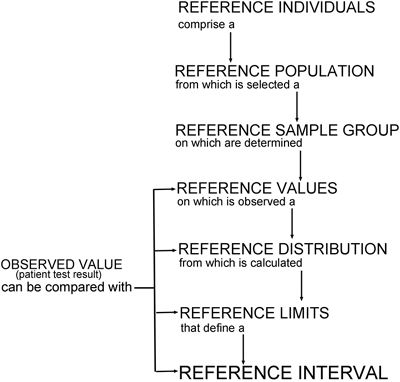 REFERENCE INDIVIDUALS
comprise a
REFERENCE POPULATION
from which is selected a
REFERENCE SAMPLE GROUP
on which are determined
REFERENCE VALUES
on which is observed a
REFERENCE DISTRIBUTION
from which is calculated
REFERENCE LIMITS
that define a
REFERENCE INTERVAL
OBSERVED VALUE
(patient test result)
can be compared with